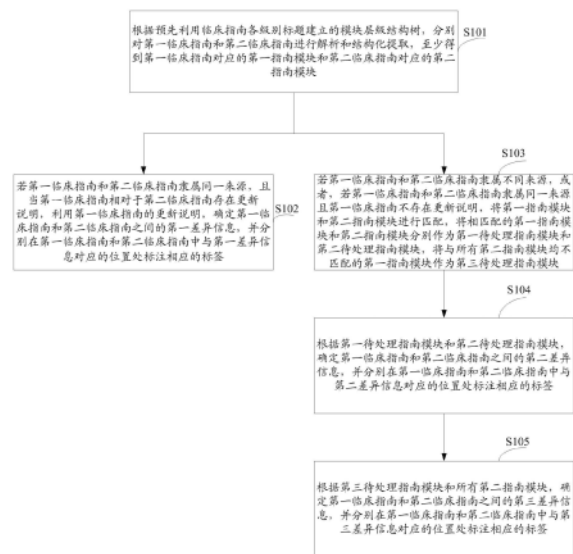 根据预先利用临床指南各级别标题建立的模块层级结构树，分别
对第一临床指南和第二临床指南进行解析和结构化提取，至少得
到第一临床指南对应的第一指南模块和第二临床指南对应的第二
指南模块
S101
若第一临床指南和第二临床指南隶属同一来源，且
当第一临床指南相对于第二临床指南存在更新
说明，利用第一临床指南的更新说明，确定第一临
床指南和第二临床指南之间的第一差异信息，并分
别在第一临床指南和第二临床指南中与第一差异信
息对应的位置处标注相应的标签
S102
S103
若第一临床指南和第二临床指南隶属不同来源，或
者，若第一临床指南和第二临床指南隶属同一来源
且第一临床指南不存在更新说明，将第一指南模块
和第二指南模块进行匹配，将相匹配的第一指南模
块和第二指南模块分别作为第一待处理指南模块和
第二待处理指南模块，将与所有第二指南模块均不
匹配的第一指南模块作为第三待处理指南模块
S104
根据第一待处理指南模块和第二待处理指南模块，
确定第一临床指南和第二临床指南之间的第二差异
信息，并分别在第一临床指南和第二临床指南中与
第二差异信息对应的位置处标注相应的标签
S105
根据第三待处理指南模块和所有第二指南模块，确
定第一临床指南和第二临床指南之间的第三差异信
息，并分别在第一临床指南和第二临床指南中与第
三差异信息对应的位置处标注相应的标签